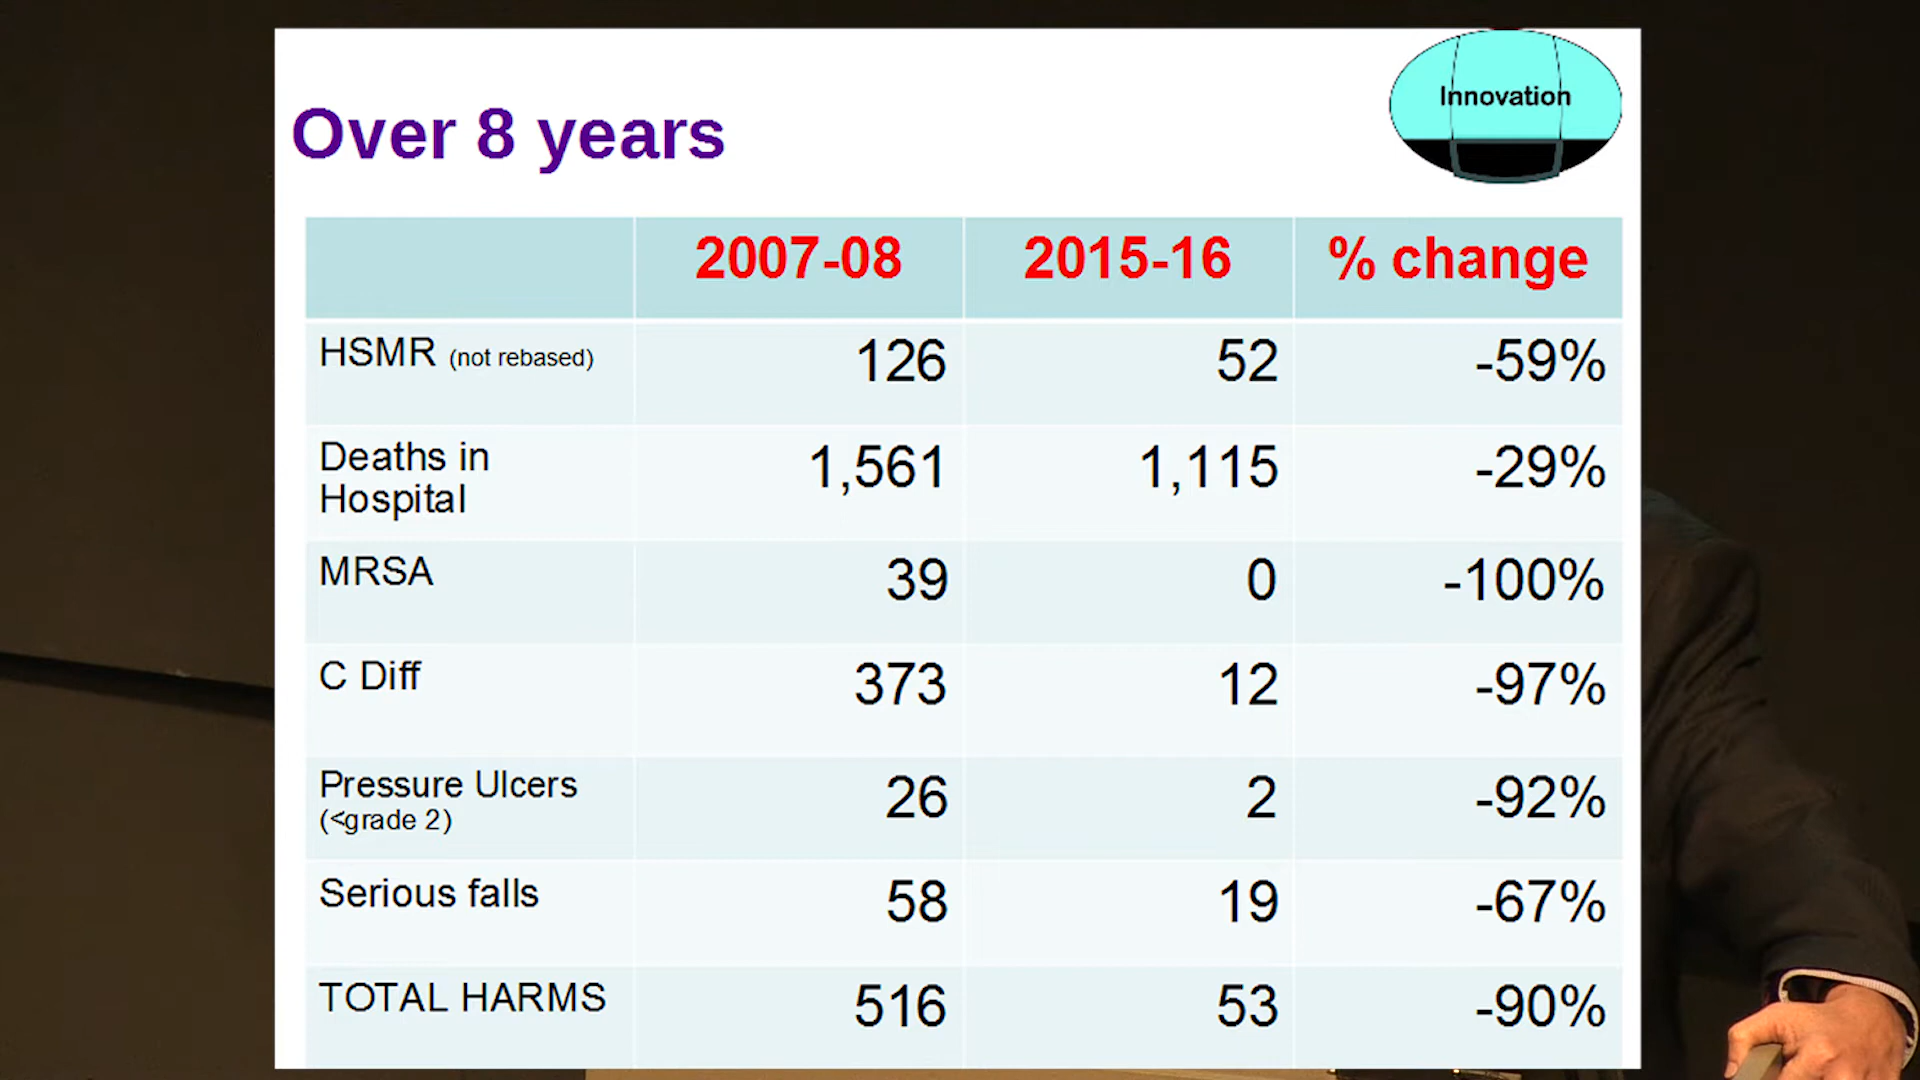 Innovation
Over 8 years
2007-08 2015-16 % change
HSMR (not rebased) 126 52 -59%
Deaths in
Hospital 1,561 1,115 -29%
MRSA 39 0 -100%
C Diff 373 12 -97%
Pressure Ulcers
(<grade 2) 26 2 -92%
Serious falls 58 19 -67%
TOTAL HARMS 516 53 -90%